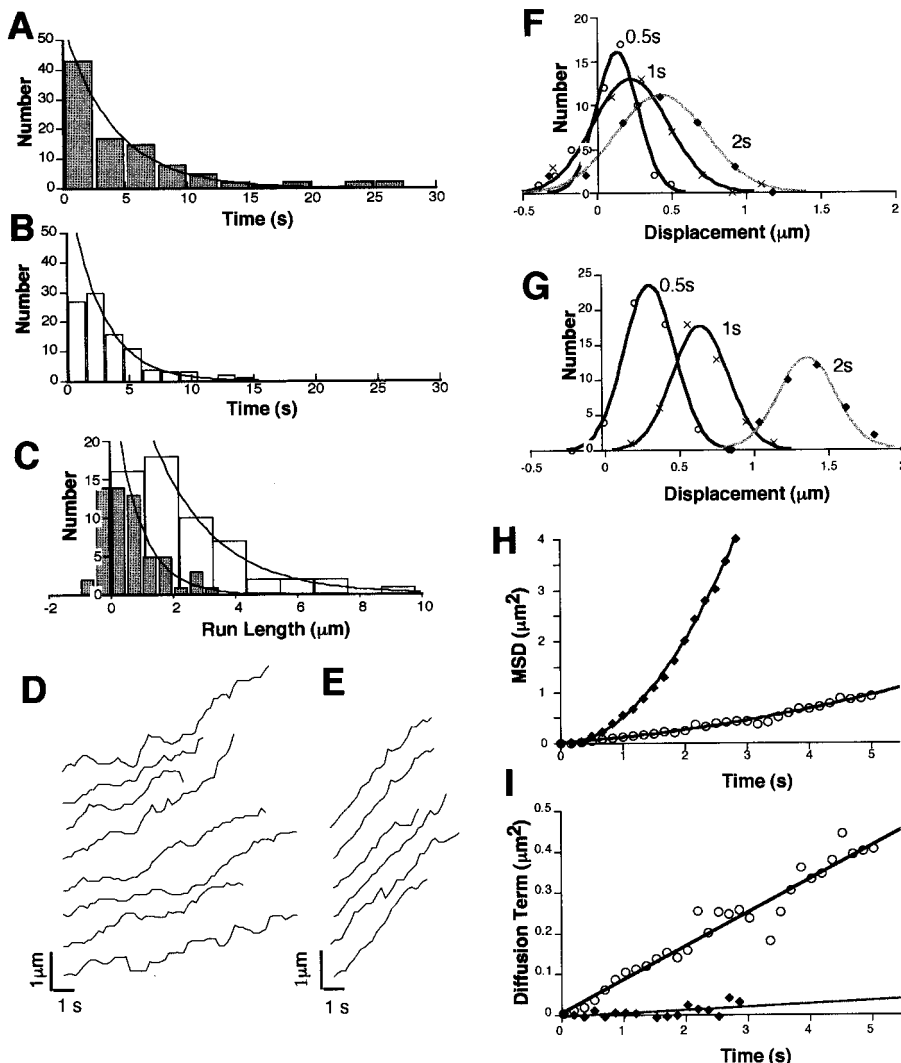 A
50
40
30
20
10
0
Number
0 5 10 15 20 25 30
Time (s)
B
50
40
30
20
10
0
Number
0 5 10 15 20 25 30
Time (s)
C
20
15
10
5
0
Number
-2 0 2 4 6 8 10
Run Length (μm)
D
1μm
1 s
E
1μm
1 s
F
20
15
10
5
0
Number
0.5s
1s
2s
-0.5 0 0.5 1 1.5 2
Displacement (μm)
G
25
20
15
10
5
0
Number
0.5s
1s
2s
-0.5 0 0.5 1 1.5 2
Displacement (μm)
H
4
3
2
1
0
MSD (μm²)
0 1 2 3 4 5
Time (s)
I
0.5
0.4
0.3
0.2
0.1
0
Diffusion Term (μm²)
0 1 2 3 4 5
Time (s)